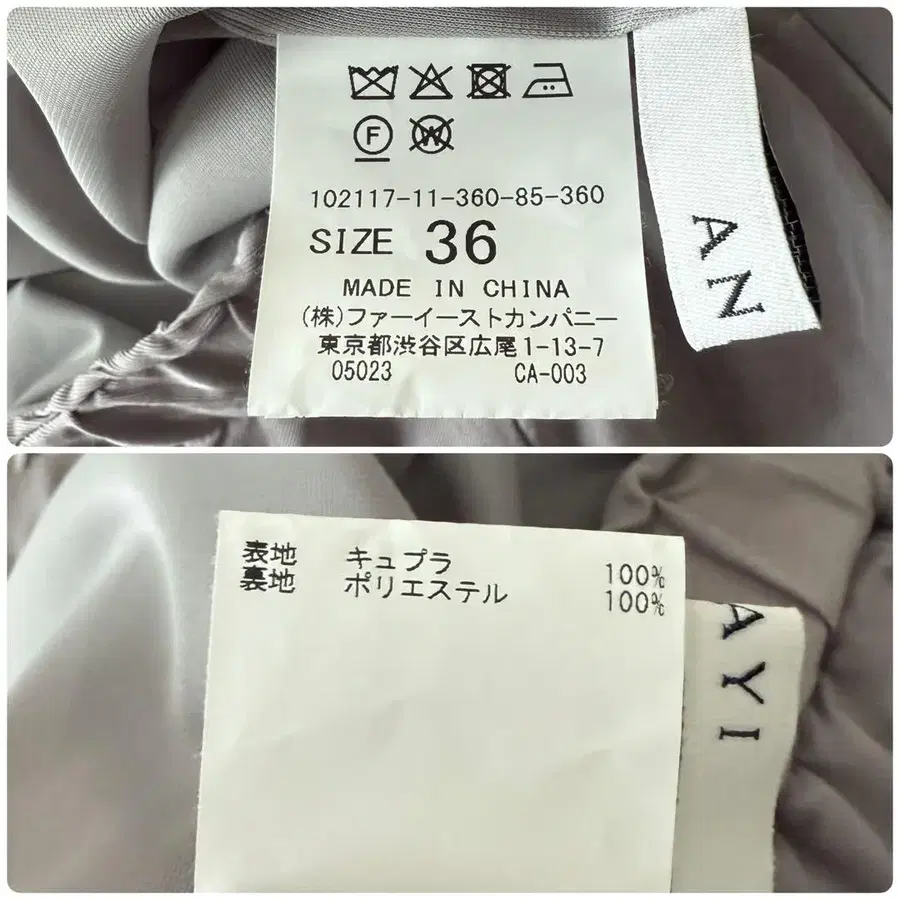 F W
102117-11-360-85-360
SIZE 36
MADE IN CHINA
(株)ファーイーストカンパニー
東京都渋谷区広尾1-13-7
05023 CA-003
AN
表地 キュプラ 100%
裏地 ポリエステル 100%
AYI